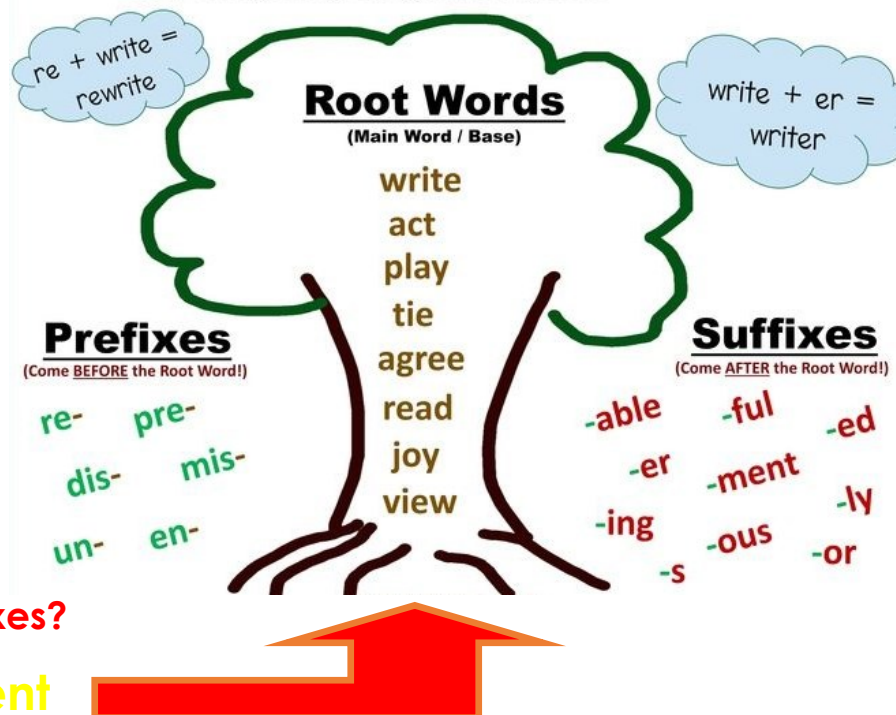 re + write =
rewrite
write + er =
writer
Root Words
(Main Word / Base)
write
act
play
tie
agree
read
joy
view
Prefixes
(Come BEFORE the Root Word!)
re- pre-
dis- mis-
un- en-
Suffixes
(Come AFTER the Root Word!)
-able -ful -ed
-er -ment -ly
-ing -ous -or
-s
xes?
ent